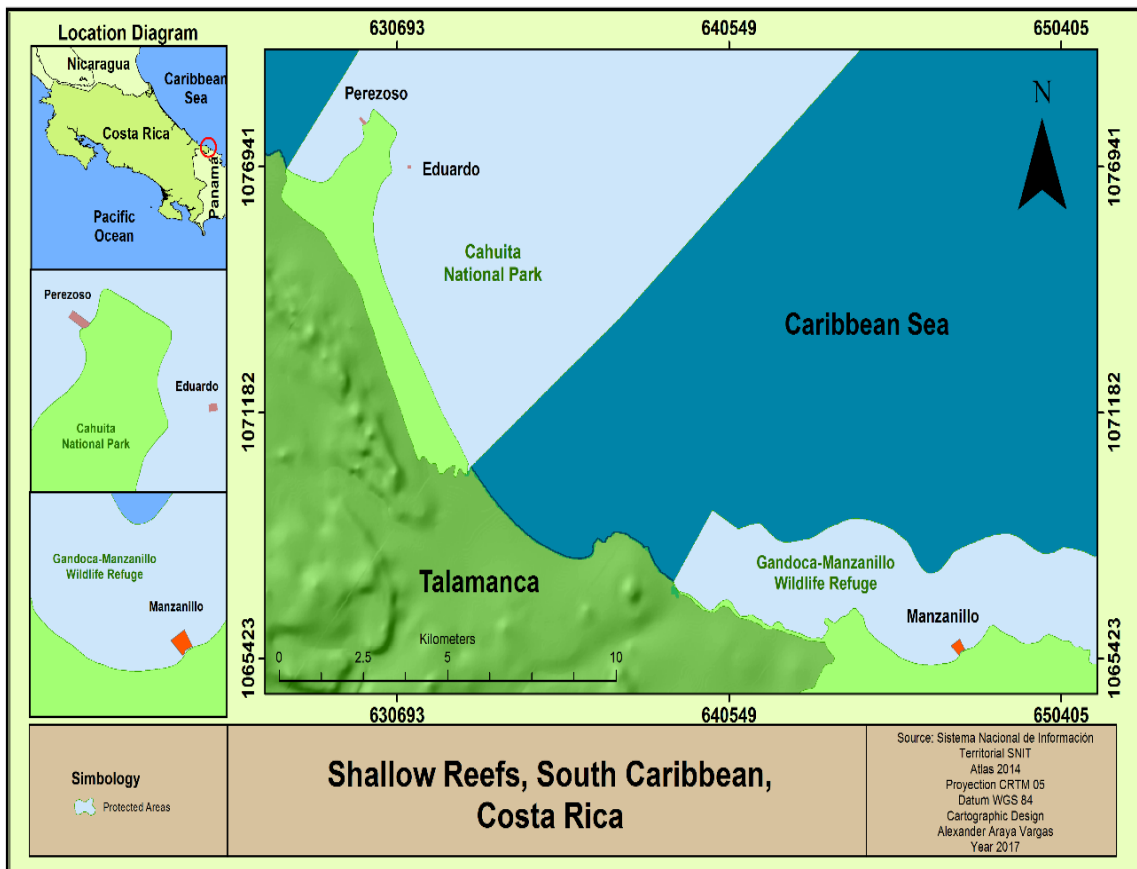 Location Diagram
Nicaragua
Caribbean
Sea
Costa Rica
Panamá
Pacific
Ocean
Perezoso
Eduardo
Cahuita
National Park
Gandoca-Manzanillo
Wildlife Refuge
Manzanillo
630693
640549
650405
1076941
1071182
1065423
Perezoso
Eduardo
Cahuita
National Park
Caribbean Sea
N
Talamanca
Gandoca-Manzanillo
Wildlife Refuge
Manzanillo
Kilometers
0 2.5 5 10
1076941
1071182
1065423
630693
640549
650405
Simbology
Protected Areas
Shallow Reefs, South Caribbean,
Costa Rica
Source: Sistema Nacional de Información
Territorial SNIT
Atlas 2014
Proyection CRTM 05
Datum WGS 84
Cartographic Design
Alexander Araya Vargas
Year 2017